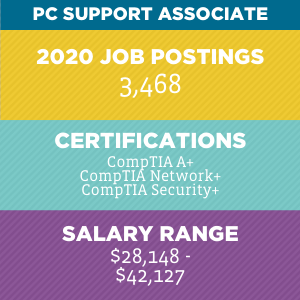 PC SUPPORT ASSOCIATE
2020 JOB POSTINGS
3,468
CERTIFICATIONS
CompTIA A+
CompTIA Network+
CompTIA Security+
SALARY RANGE
$28,148 -
$42,127